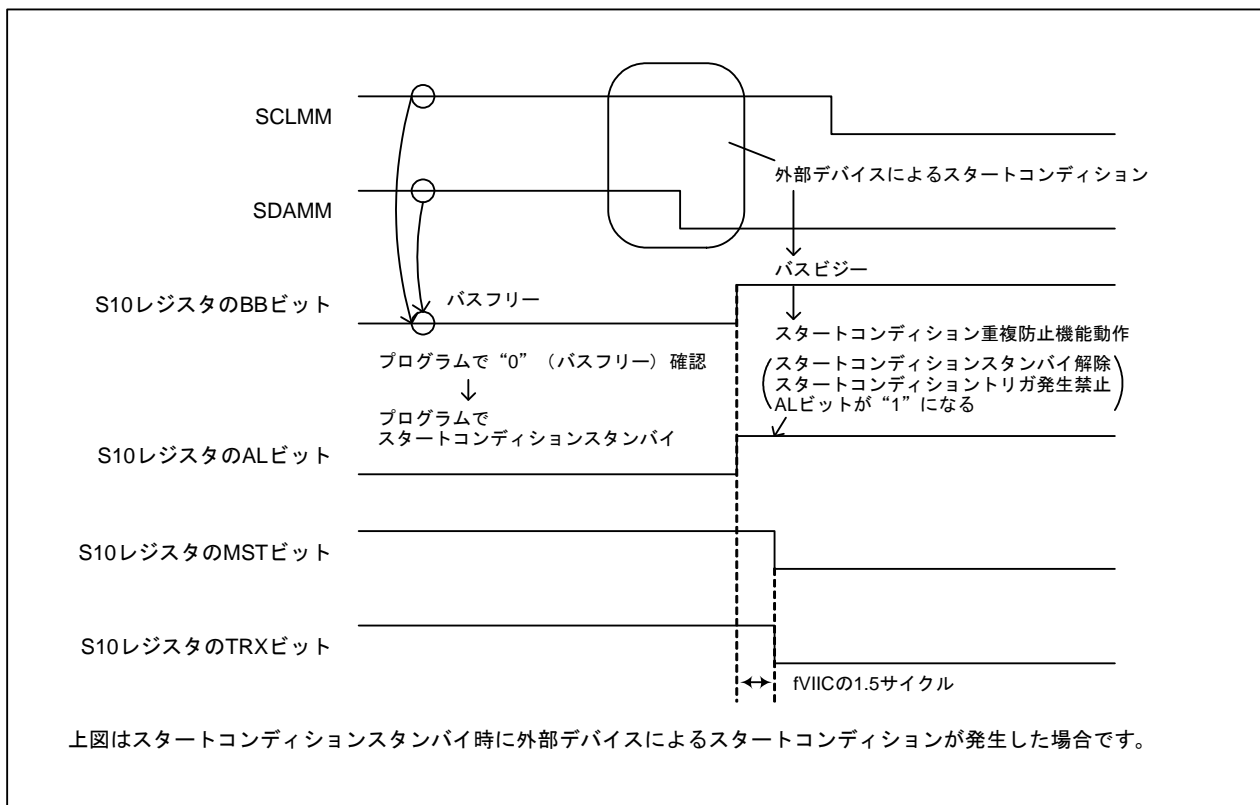 SCLMM
外部デバイスによるスタートコンディション
SDAMM
バスビジー
S10レジスタのBBビット
バスフリー
スタートコンディション重複防止機能動作
プログラムで“0”（バスフリー）確認
スタートコンディションスタンバイ解除
スタートコンディショントリガ発生禁止
ALビットが“1”になる
プログラムで
スタートコンディションスタンバイ
S10レジスタのALビット
S10レジスタのMSTビット
S10レジスタのTRXビット
fVIICの1.5サイクル
上図はスタートコンディションスタンバイ時に外部デバイスによるスタートコンディションが発生した場合です。